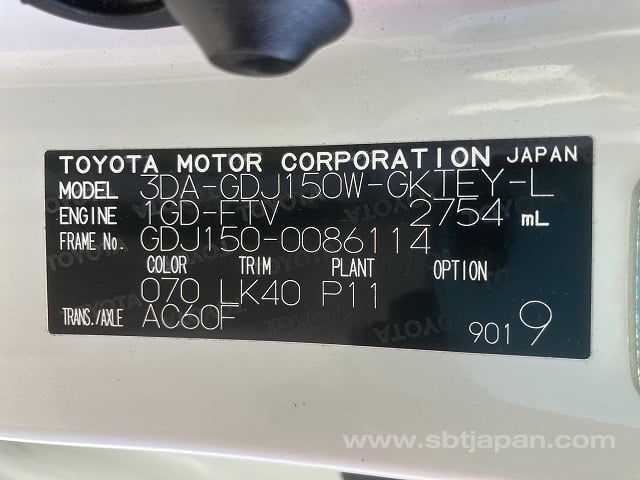 TOYOTA MOTOR CORPORATION JAPAN
MODEL 3DA-GDJ150W-GKTEY-L
ENGINE 1GD-FTV 2754 mL
FRAME No. GDJ150-0086114
COLOR TRIM PLANT OPTION
070 LK40 P11
TRANS./AXLE AC60F
9019
www.sbtjapan.com